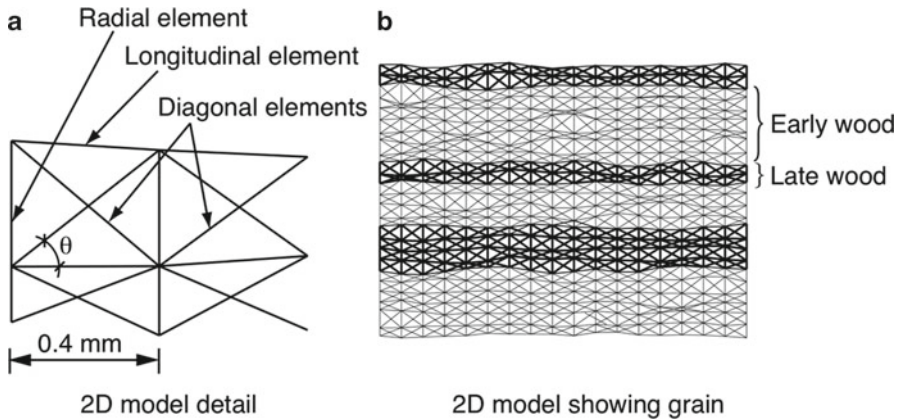 a
Radial element
Longitudinal element
Diagonal elements
θ
0.4 mm
2D model detail
b
Early wood
Late wood
2D model showing grain